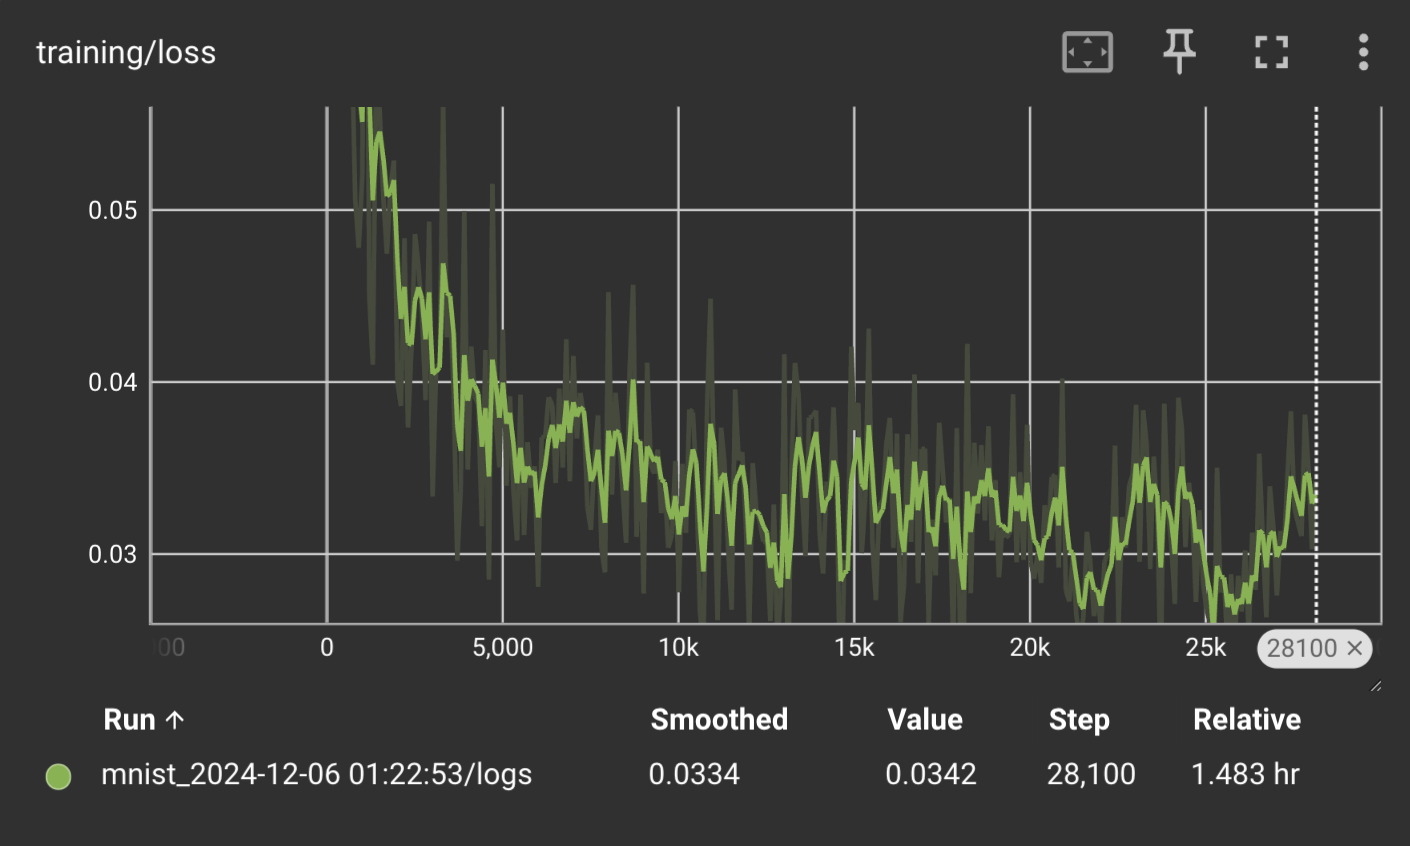 training/loss
0.05
0.04
0.03
00 0 5,000 10k 15k 20k 25k 28100 ×
Run ↑ Smoothed Value Step Relative
mnist_2024-12-06 01:22:53/logs 0.0334 0.0342 28,100 1.483 hr